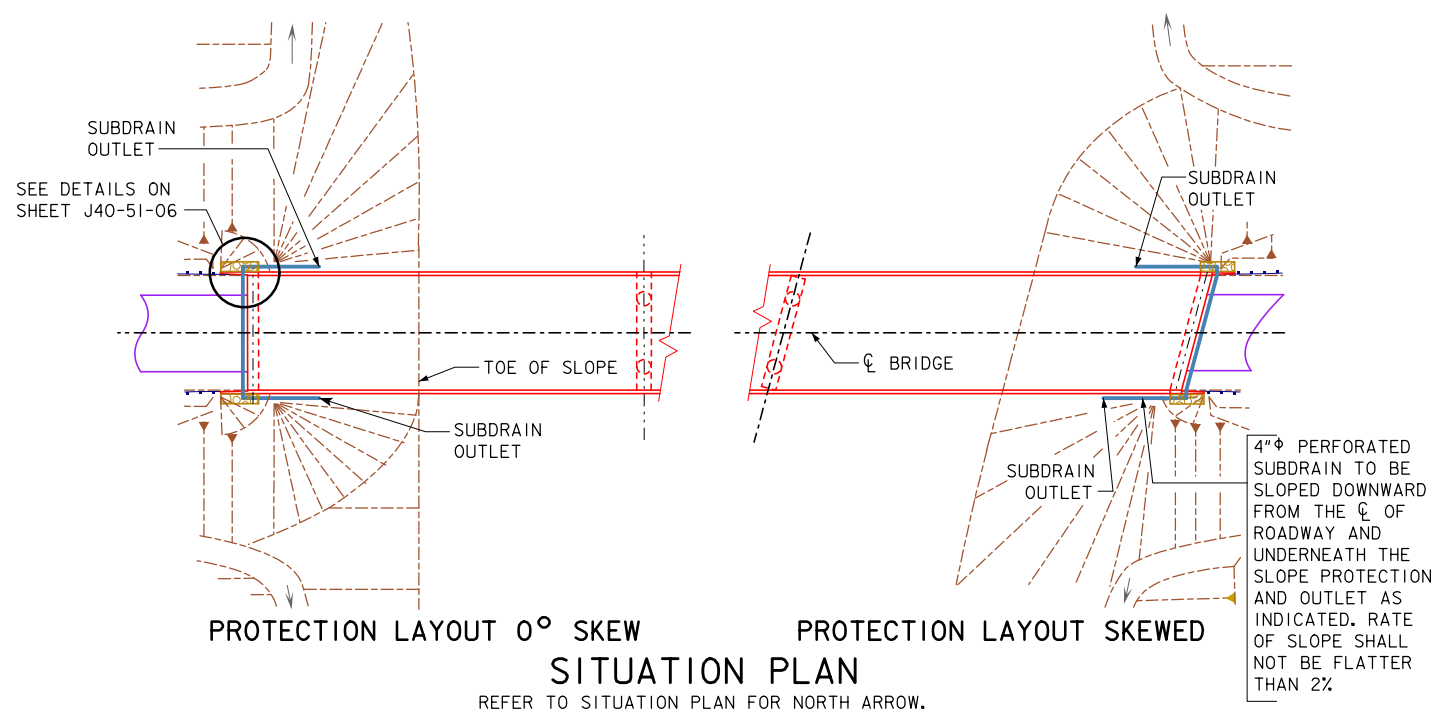 SUBDRAIN
OUTLET
SEE DETAILS ON
SHEET J40-51-06
TOE OF SLOPE
SUBDRAIN
OUTLET
SUBDRAIN
OUTLET
℄ BRIDGE
SUBDRAIN
OUTLET
4"ϕ PERFORATED
SUBDRAIN TO BE
SLOPED DOWNWARD
FROM THE ℄ OF
ROADWAY AND
UNDERNEATH THE
SLOPE PROTECTION
AND OUTLET AS
INDICATED. RATE
OF SLOPE SHALL
NOT BE FLATTER
THAN 2%
PROTECTION LAYOUT 0° SKEW
PROTECTION LAYOUT SKEWED
SITUATION PLAN
REFER TO SITUATION PLAN FOR NORTH ARROW.